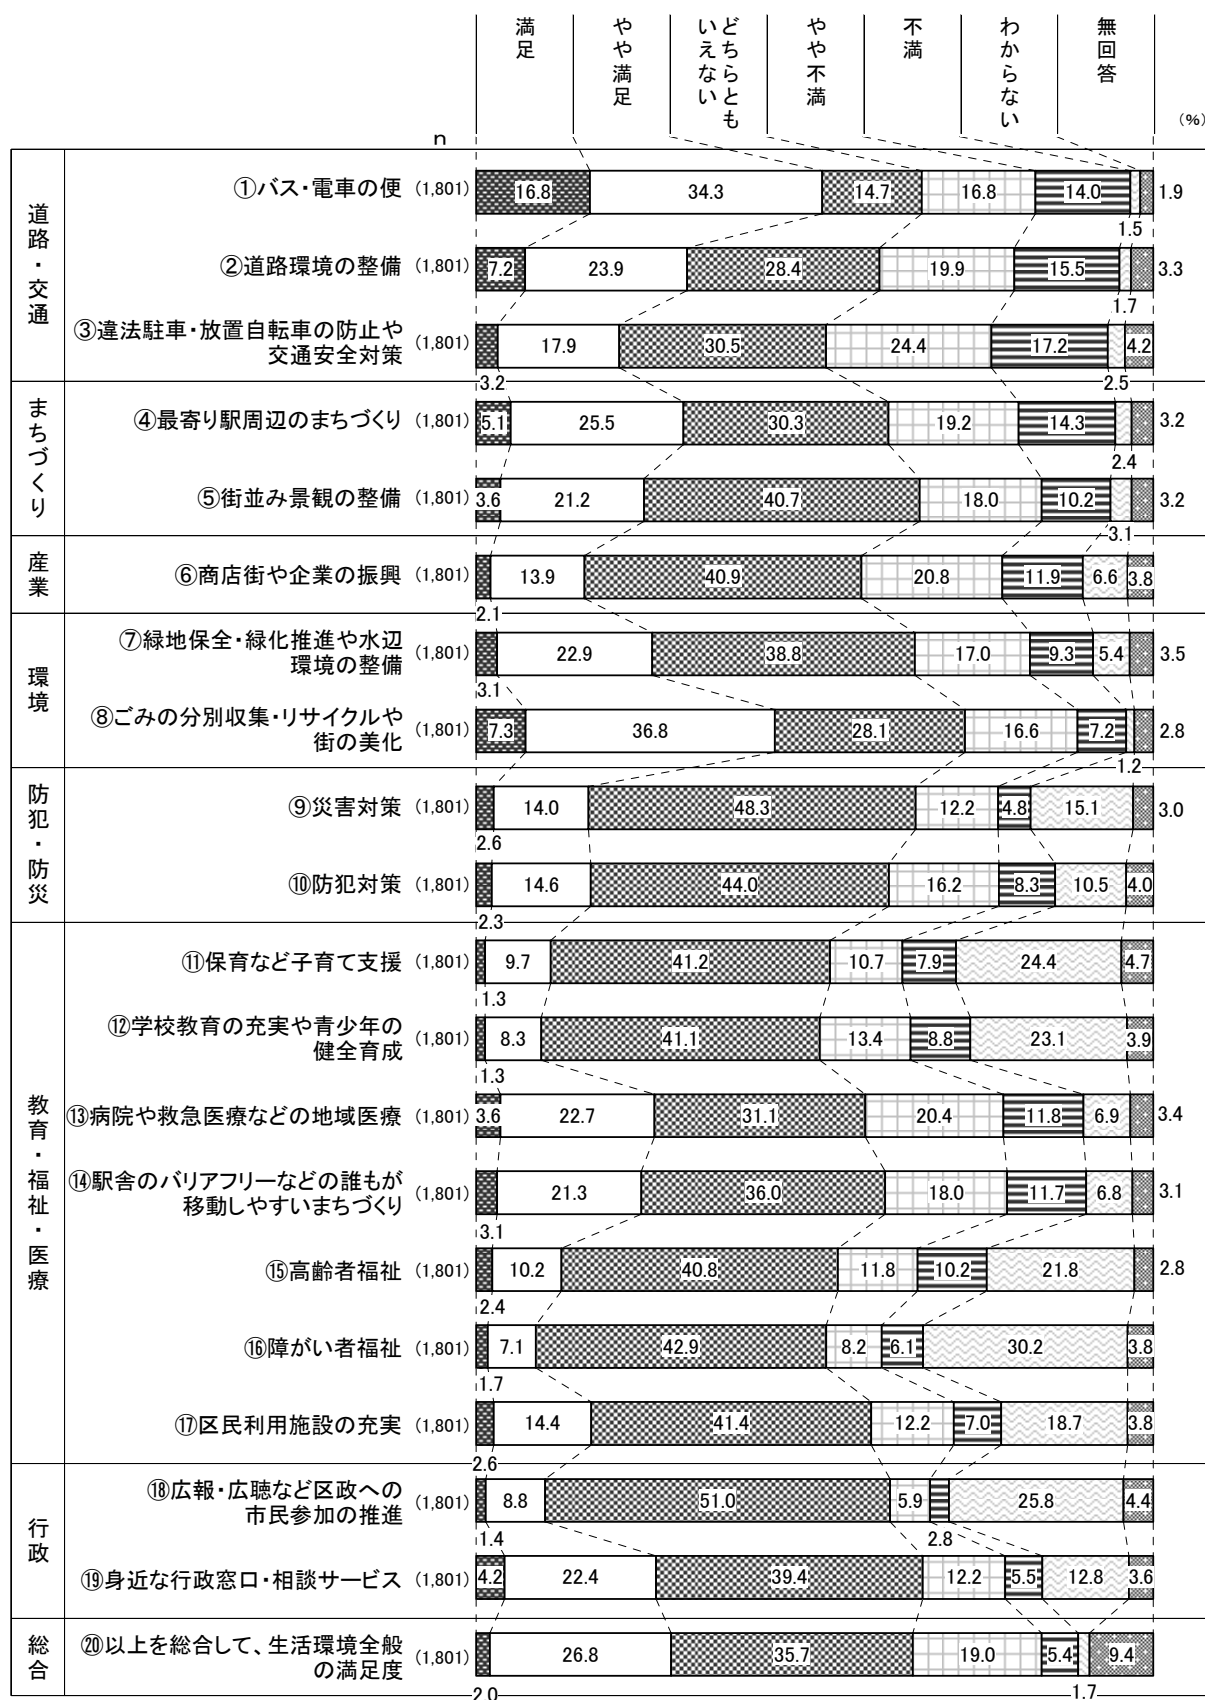 満足
やや満足
どちらとも
いえない
やや不満
不満
わからない
無回答
(%)
n
道路・交通
①バス・電車の便 (1,801) 16.8 34.3 14.7 16.8 14.0 1.9
1.5
②道路環境の整備 (1,801) 7.2 23.9 28.4 19.9 15.5 3.3
1.7
③違法駐車・放置自転車の防止や
交通安全対策 (1,801) 17.9 30.5 24.4 17.2 4.2
3.2 2.5
まちづくり
④最寄り駅周辺のまちづくり (1,801) 5.1 25.5 30.3 19.2 14.3 3.2
2.4
⑤街並み景観の整備 (1,801) 3.6 21.2 40.7 18.0 10.2 3.2
3.1
産業
⑥商店街や企業の振興 (1,801) 13.9 40.9 20.8 11.9 6.6 3.8
2.1
環境
⑦緑地保全・緑化推進や水辺
環境の整備 (1,801) 22.9 38.8 17.0 9.3 5.4 3.5
3.1
⑧ごみの分別収集・リサイクルや
街の美化 (1,801) 7.3 36.8 28.1 16.6 7.2 2.8
1.2
防犯・防災
⑨災害対策 (1,801) 14.0 48.3 12.2 4.8 15.1 3.0
2.6
⑩防犯対策 (1,801) 14.6 44.0 16.2 8.3 10.5 4.0
2.3
教育・福祉・医療
⑪保育など子育て支援 (1,801) 9.7 41.2 10.7 7.9 24.4 4.7
1.3
⑫学校教育の充実や青少年の
健全育成 (1,801) 8.3 41.1 13.4 8.8 23.1 3.9
1.3
⑬病院や救急医療などの地域医療 (1,801) 3.6 22.7 31.1 20.4 11.8 6.9 3.4
⑭駅舎のバリアフリーなどの誰もが
移動しやすいまちづくり (1,801) 21.3 36.0 18.0 11.7 6.8 3.1
3.1
⑮高齢者福祉 (1,801) 10.2 40.8 11.8 10.2 21.8 2.8
2.4
⑯障がい者福祉 (1,801) 7.1 42.9 8.2 6.1 30.2 3.8
1.7
⑰区民利用施設の充実 (1,801) 14.4 41.4 12.2 7.0 18.7 3.8
2.6
行政
⑱広報・広聴など区政への
市民参加の推進 (1,801) 8.8 51.0 5.9 25.8 4.4
1.4 2.8
⑲身近な行政窓口・相談サービス (1,801) 4.2 22.4 39.4 12.2 5.5 12.8 3.6
総合
⑳以上を総合して、生活環境全般
の満足度 (1,801) 26.8 35.7 19.0 5.4 9.4
2.0 1.7